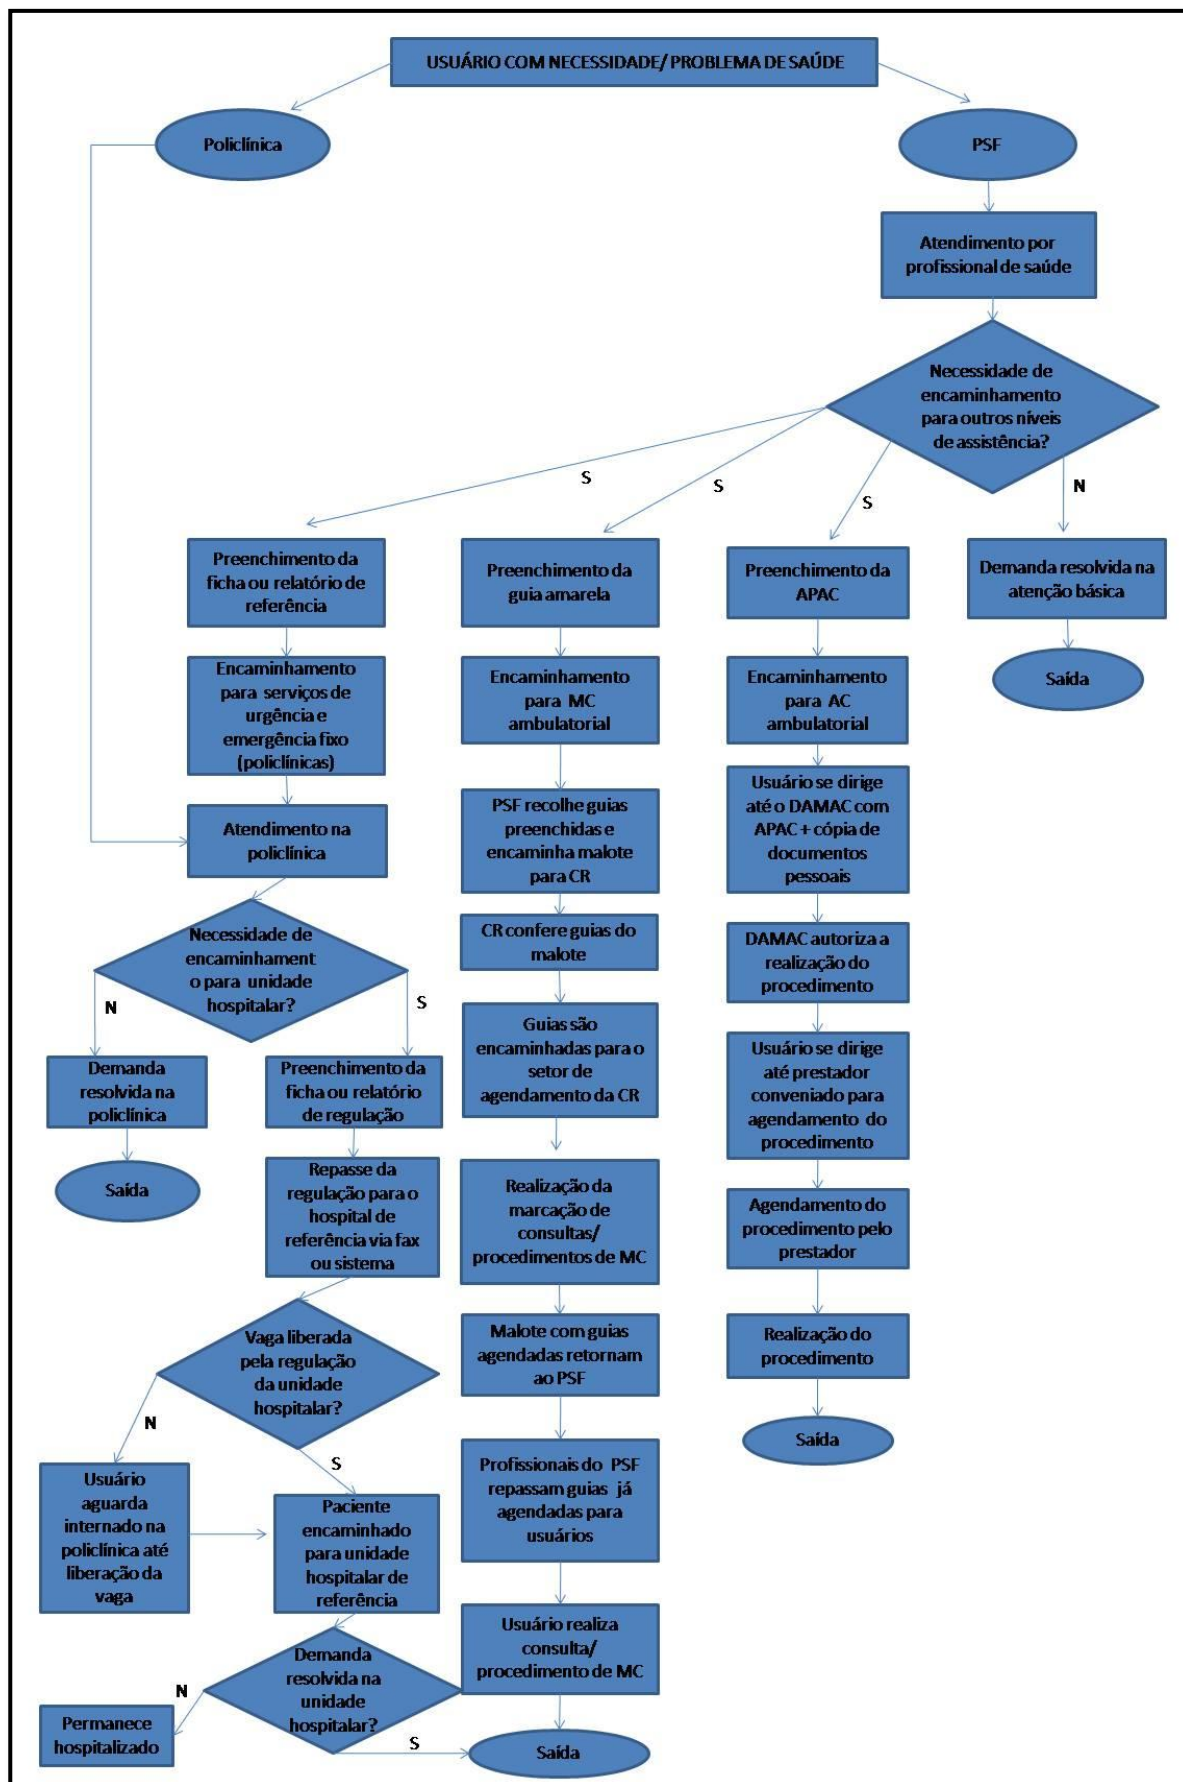 USUÁRIO COM NECESSIDADE/ PROBLEMA DE SAÚDE
Policlínica
PSF
Atendimento por
profissional de saúde
Necessidade de
encaminhamento
para outros níveis
de assistência?
S
S
S
N
Preenchimento da
ficha ou relatório de
referência
Preenchimento da
guia amarela
Preenchimento da
APAC
Demanda resolvida na
atenção básica
Saída
Encaminhamento
para serviços de
urgência e
emergência fixo
(policlínicas)
Encaminhamento
para MC
ambulatorial
Encaminhamento
para AC
ambulatorial
Atendimento na
policlínica
PSF recolhe guias
preenchidas e
encaminha malote
para CR
Usuário se dirige
até o DAMAC com
APAC + cópia de
documentos
pessoais
Necessidade de
encaminhament
o para unidade
hospitalar?
N
S
CR confere guias do
malote
DAMAC autoriza a
realização do
procedimento
Demanda
resolvida na
policlínica
Preenchimento da
ficha ou relatório
de regulação
Guias são
encaminhadas para o
setor de
agendamento da CR
Usuário se dirige
até prestador
conveniado para
agendamento do
procedimento
Saída
Repasse da
regulação para o
hospital de
referência via fax
ou sistema
Realização da
marcação de
consultas/
procedimentos de MC
Agendamento do
procedimento pelo
prestador
Vaga liberada
pela regulação
da unidade
hospitalar?
N
S
Malote com guias
agendadas retornam
ao PSF
Realização do
procedimento
Saída
Usuário
aguarda
internado na
policlínica até
liberação da
vaga
Paciente
encaminhado
para unidade
hospitalar de
referência
Profissionais do PSF
repassam guias já
agendadas para
usuários
Usuário realiza
consulta/
procedimento de MC
Demanda
resolvida na
unidade
hospitalar?
N
S
Permanece
hospitalizado
Saída